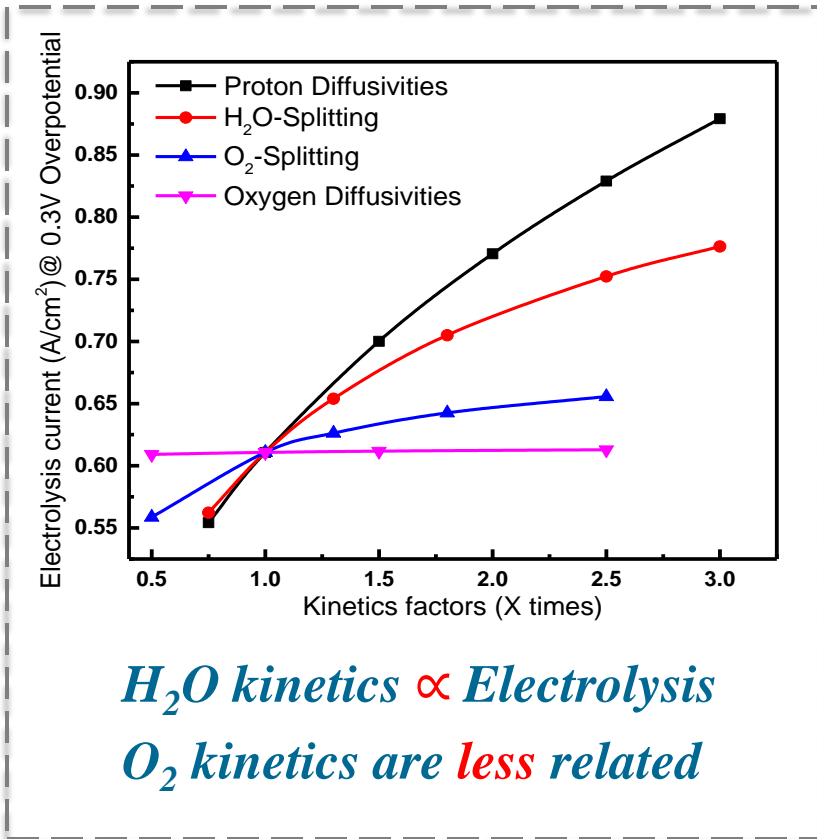 Electrolysis current (A/cm²)@ 0.3V Overpotential
Proton Diffusivities
H₂O-Splitting
O₂-Splitting
Oxygen Diffusivities
0.90
0.85
0.80
0.75
0.70
0.65
0.60
0.55
0.5 1.0 1.5 2.0 2.5 3.0
Kinetics factors (X times)
H₂O kinetics ∝ Electrolysis
O₂ kinetics are less related